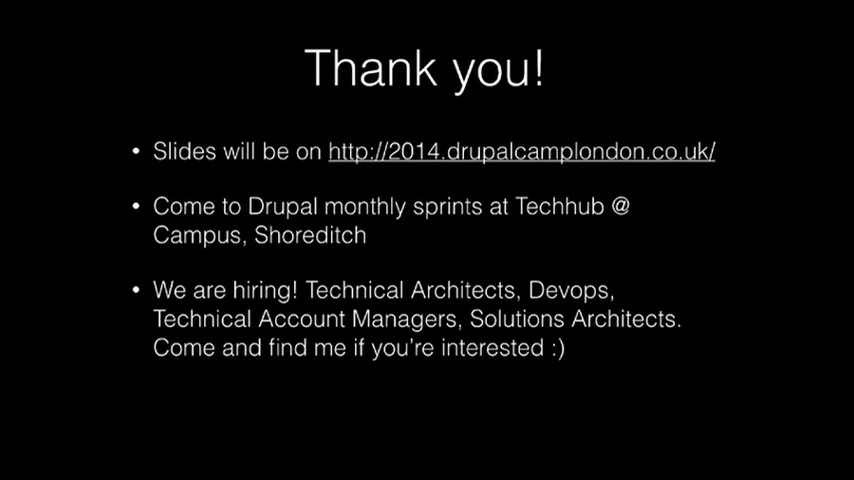 Thank you!
• Slides will be on http://2014.drupalcamplondon.co.uk/
• Come to Drupal monthly sprints at Techhub @
Campus, Shoreditch
• We are hiring! Technical Architects, Devops,
Technical Account Managers, Solutions Architects.
Come and find me if you're interested :)